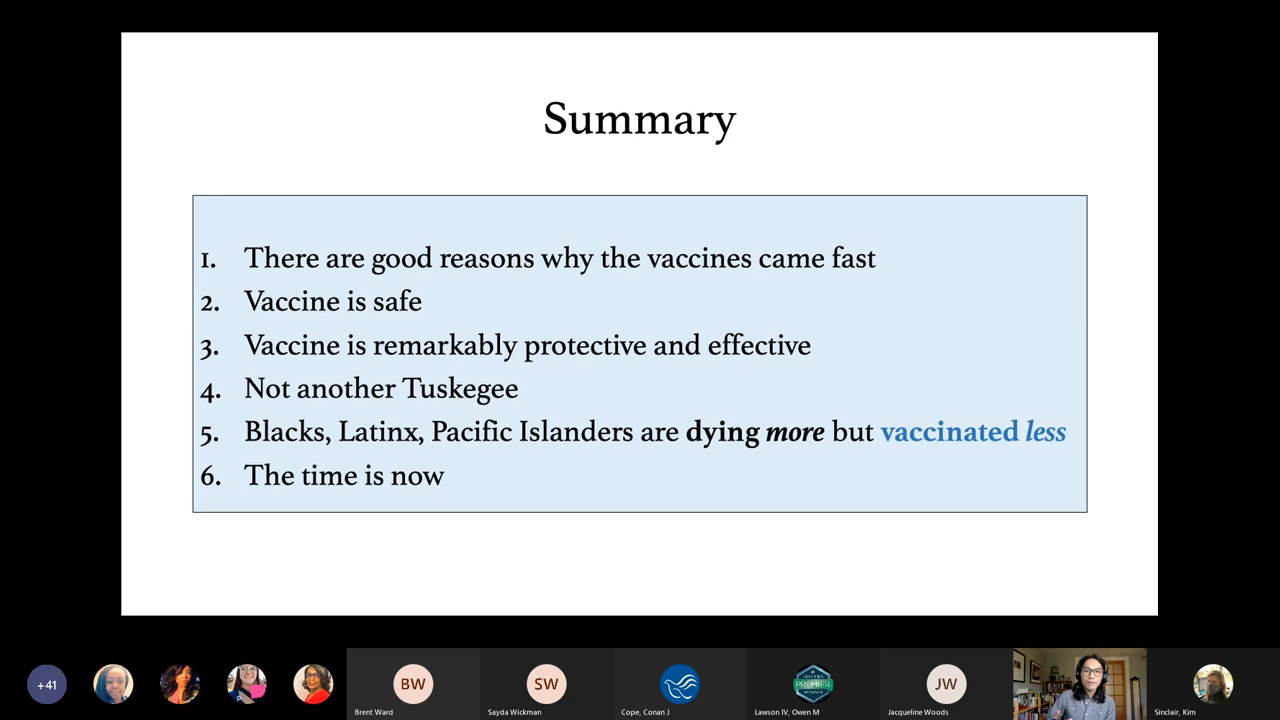 Summary
1. There are good reasons why the vaccines came fast
2. Vaccine is safe
3. Vaccine is remarkably protective and effective
4. Not another Tuskegee
5. Blacks, Latinx, Pacific Islanders are dying more but vaccinated less
6. The time is now
+41
BW
SW
PREMIER
JW
Brent Ward
Sayda Wickman
Cope, Conan J
Lawson IV, Owen M
Jacqueline Woods
Sinclair, Kim